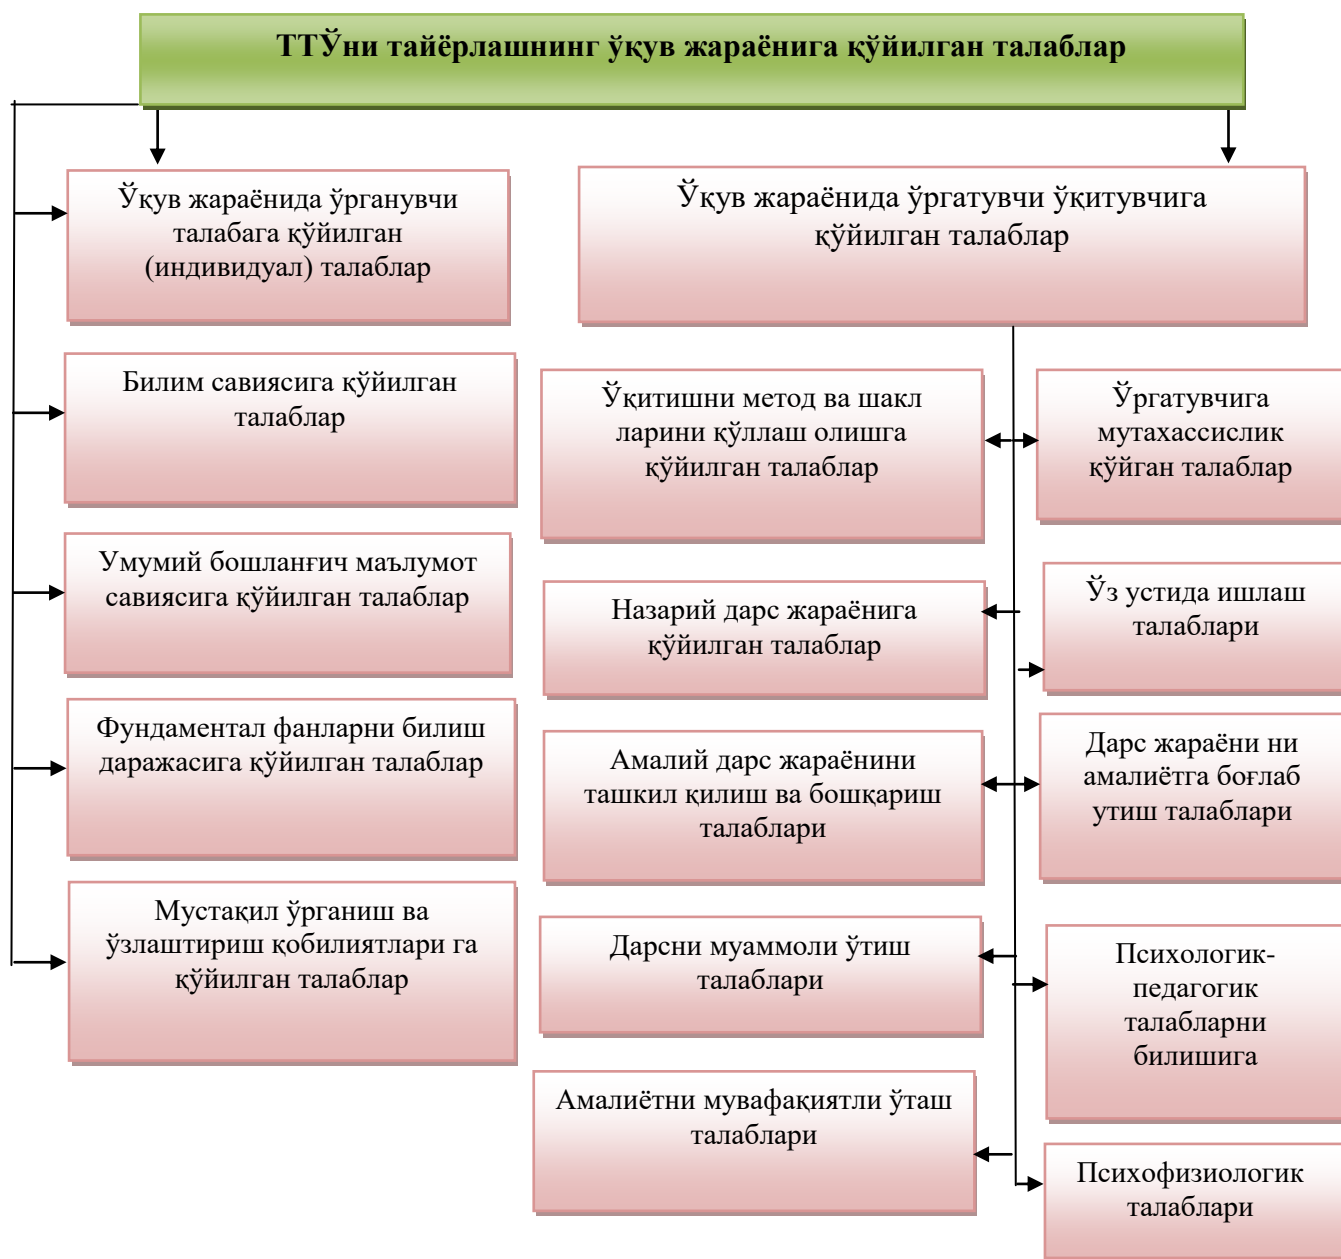 ТТЎни тайёрлашнинг ўқув жараёнига қўйилган талаблар
Ўқув жараёнида ўрганувчи
талабага қўйилган
(индивидуал) талаблар
Билим савиясига қўйилган
талаблар
Умумий бошланғич маълумот
савиясига қўйилган талаблар
Фундаментал фанларни билиш
даражасига қўйилган талаблар
Мустақил ўрганиш ва
ўзлаштириш қобилиятлари га
қўйилган талаблар
Ўқув жараёнида ўргатувчи ўқитувчига
қўйилган талаблар
Ўқитишни метод ва шакл
ларини қўллаш олишга
қўйилган талаблар
Ўргатувчига
мутахассислик
қўйган талаблар
Назарий дарс жараёнига
қўйилган талаблар
Ўз устида ишлаш
талаблари
Амалий дарс жараёнини
ташкил қилиш ва бошқариш
талаблари
Дарс жараёни ни
амалиётга боғлаб
утиш талаблари
Дарсни муаммоли ўтиш
талаблари
Психологик-
педагогик
талабларни
билишига
Амалиётни мувафақиятли ўташ
талаблари
Психофизиологик
талаблари